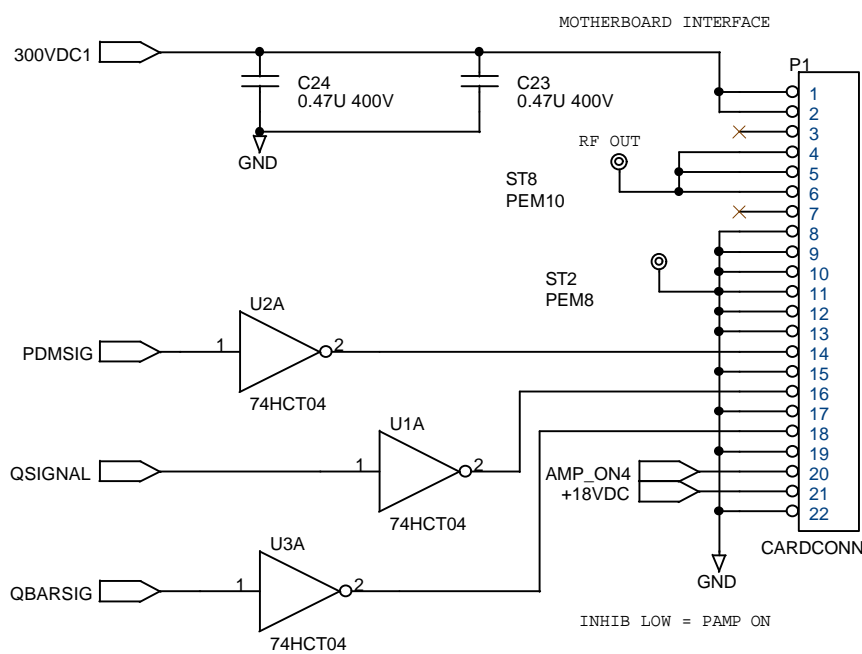 MOTHERBOARD INTERFACE
300VDC1
P1
C24
0.47U 400V
C23
0.47U 400V
1
2
3
4
5
6
7
8
9
10
11
12
13
14
15
16
17
18
19
20
21
22
GND
RF OUT
ST8
PEM10
ST2
PEM8
U2A
PDMSIG
1
2
74HCT04
U1A
QSIGNAL
1
2
74HCT04
AMP_ON4
+18VDC
U3A
QBARSIG
1
2
74HCT04
CARDCONN
GND
INHIB LOW = PAMP ON